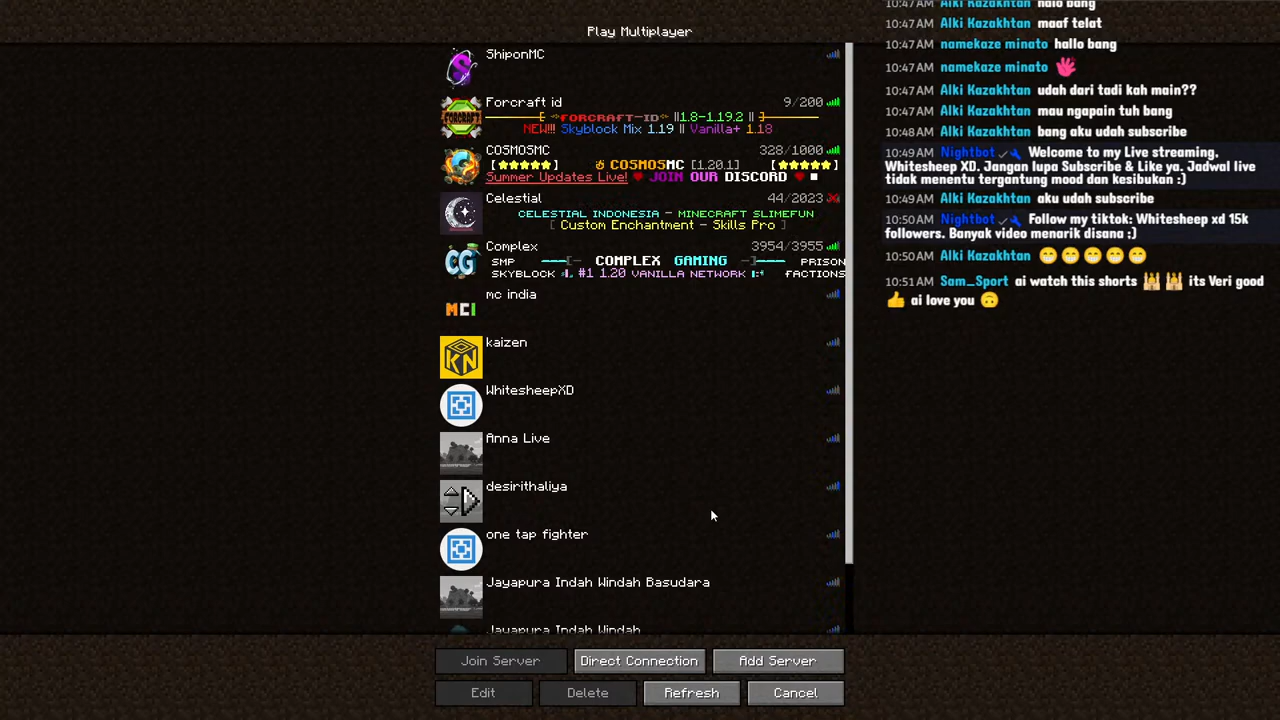 Play Multiplayer
ShiponMC
Forcraft id 9/200
FORCRAFT-ID ||1.8-1.19.2 ||
NEW!!! Skyblock Mix 1.19 || Vanilla+ 1.18
COSMOSMC 328/1000
[★★★★★] COSMOSMC [1.20.1] [★★★★★]
Summer Updates Live! ♥ JOIN OUR DISCORD ♥
Celestial 44/2023
CELESTIAL INDONESIA - MINECRAFT SLIMEFUN
[ Custom Enchantment - Skills Pro ]
Complex 3954/3955
SMP COMPLEX GAMING PRISON
SKYBLOCK #1 1.20 VANILLA NETWORK FACTIONS
mc india
MCI
kaizen
KN
WhitesheepXD
Anna Live
desirithaliya
one tap fighter
Jayapura Indah Windah Basudara
Jayapura Indah Windah
Join Server
Direct Connection
Add Server
Edit
Delete
Refresh
Cancel
10:47 AM Alki Kazakhtan halo bang
10:47 AM Alki Kazakhtan maaf telat
10:47 AM namekaze minato hallo bang
10:47 AM namekaze minato 👋
10:47 AM Alki Kazakhtan udah dari tadi kah main??
10:47 AM Alki Kazakhtan mau ngapain tuh bang
10:48 AM Alki Kazakhtan bang aku udah subscribe
10:49 AM Nightbot Welcome to my Live streaming,
Whitesheep XD. Jangan lupa Subscribe & Like ya. Jadwal live
tidak menentu tergantung mood dan kesibukan :)
10:49 AM Alki Kazakhtan aku udah subscribe
10:50 AM Nightbot Follow my tiktok: Whitesheep xd 15k
followers. Banyak video menarik disana ;)
10:50 AM Alki Kazakhtan 😁😁😁😁😁
10:51 AM Sam_Sport ai watch this shorts 🙌🙌 its Veri good
👍 ai love you 🙃